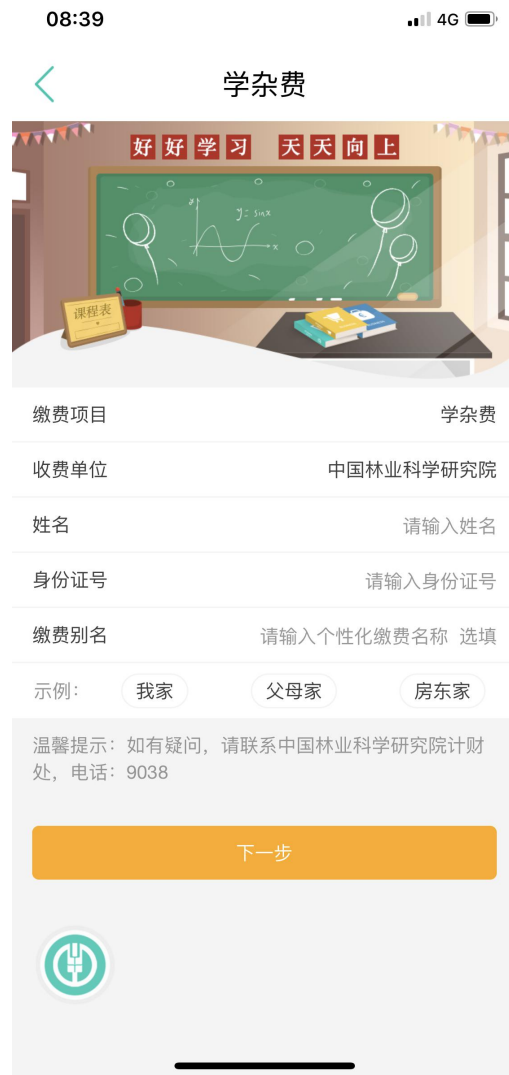 08:39 4G
学杂费
好好学习 天天向上
y=sinx
y
x
课程表
缴费项目 学杂费
收费单位 中国林业科学研究院
姓名 请输入姓名
身份证号 请输入身份证号
缴费别名 请输入个性化缴费名称 选填
示例: 我家 父母家 房东家
温馨提示：如有疑问，请联系中国林业科学研究院计财
处，电话：9038
下一步